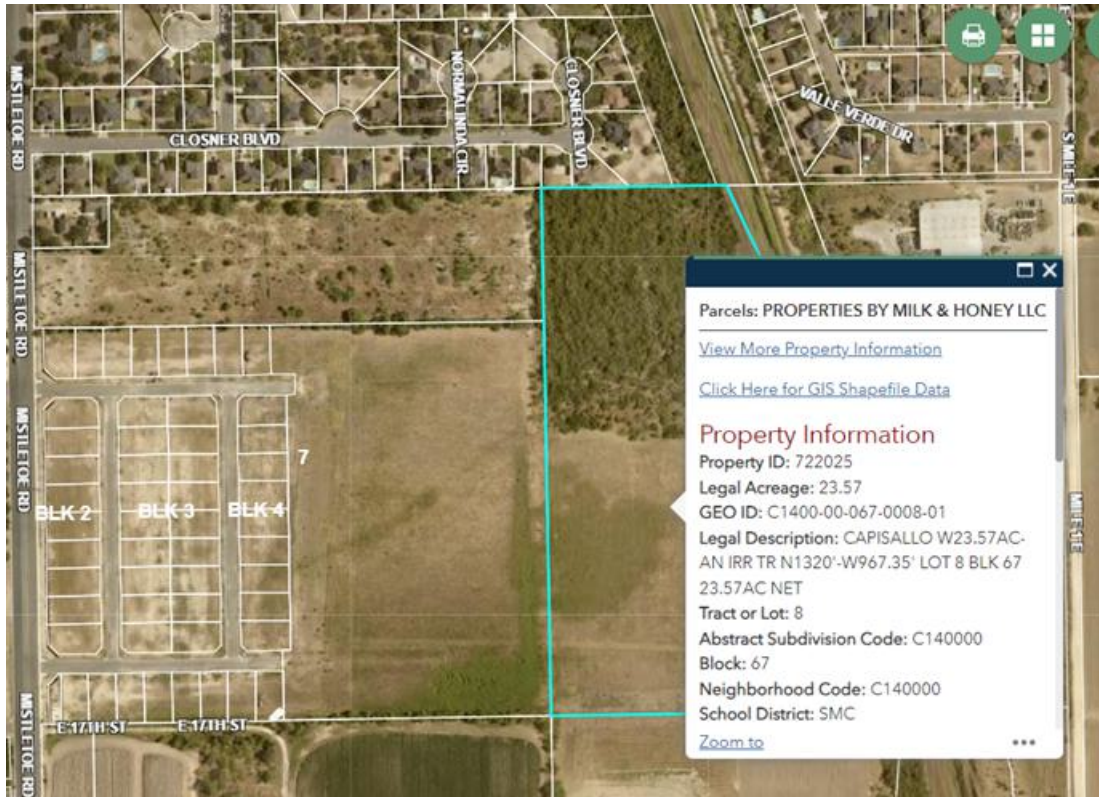 MISTLETOE RD
CLOSNER BLVD
NORMALINDA CIR
CLOSNER BLVD
VALLE VERDE DR
S MILE 1 E
MISTLETOE RD
MISTLETOE RD
MISTLETOE RD
7
BLK 2
BLK 3
BLK 4
MILE 1 E
E 17TH ST
E 17TH ST
MISTLETOE RD
Parcels: PROPERTIES BY MILK & HONEY LLC
View More Property Information
Click Here for GIS Shapefile Data
Property Information
Property ID: 722025
Legal Acreage: 23.57
GEO ID: C1400-00-067-0008-01
Legal Description: CAPISALLO W23.57AC-
AN IRR TR N1320'-W967.35' LOT 8 BLK 67
23.57AC NET
Tract or Lot: 8
Abstract Subdivision Code: C140000
Block: 67
Neighborhood Code: C140000
School District: SMC
Zoom to